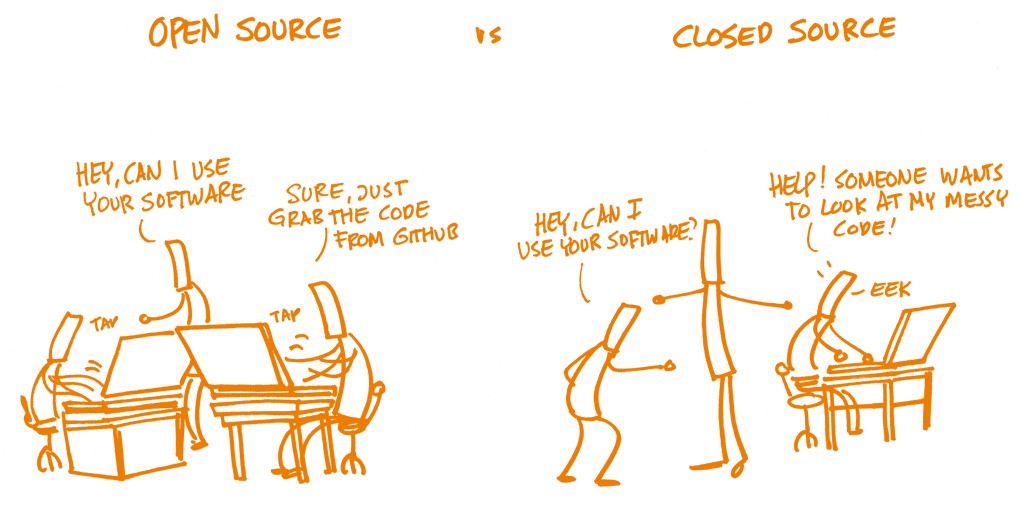 OPEN SOURCE vs CLOSED SOURCE
HEY, CAN I USE
YOUR SOFTWARE
SURE, JUST
GRAB THE CODE
FROM GITHUB
TAP
TAP
HEY, CAN I
USE YOUR SOFTWARE?
HELP! SOMEONE WANTS
TO LOOK AT MY MESSY
CODE!
EEK